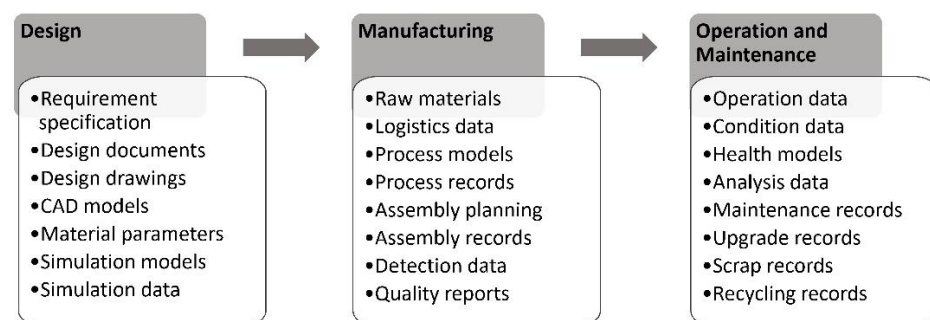 Design
•Requirement
specification
•Design documents
•Design drawings
•CAD models
•Material parameters
•Simulation models
•Simulation data
Manufacturing
•Raw materials
•Logistics data
•Process models
•Process records
•Assembly planning
•Assembly records
•Detection data
•Quality reports
Operation and
Maintenance
•Operation data
•Condition data
•Health models
•Analysis data
•Maintenance records
•Upgrade records
•Scrap records
•Recycling records